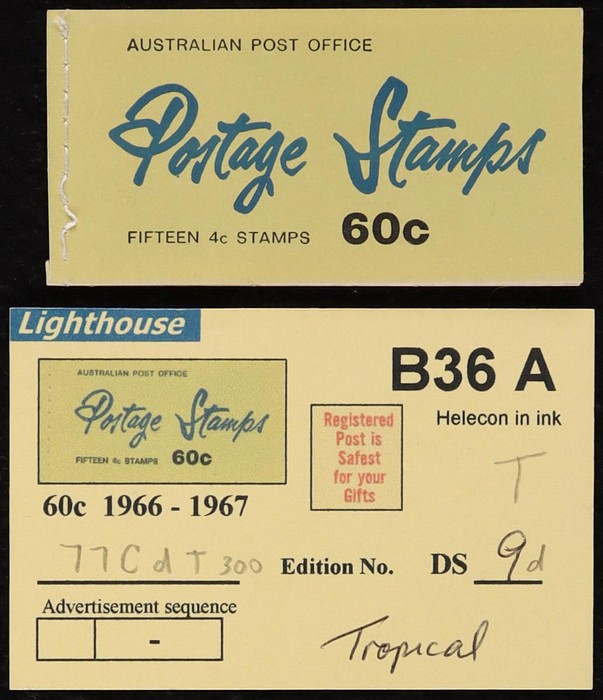 AUSTRALIAN POST OFFICE
Postage Stamps
FIFTEEN 4c STAMPS 60c
Lighthouse
AUSTRALIAN POST OFFICE
Postage Stamps
FIFTEEN 4c STAMPS 60c
60c 1966 - 1967
Registered
Post is
Safest
for your
Gifts
B36 A
Helecon in ink
T
77C d T 300 Edition No. DS 9d
Advertisement sequence
-
Tropical